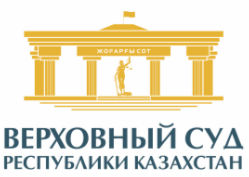 ЖОҒАРҒЫ СОТ
ВЕРХОВНЫЙ СУД
РЕСПУБЛИКИ КАЗАХСТАН